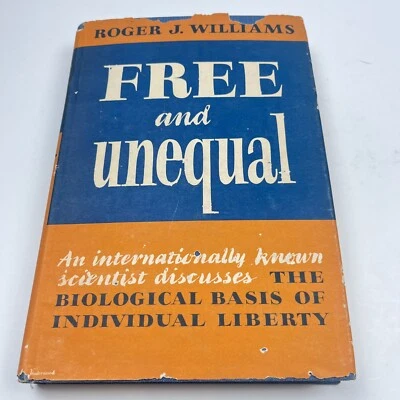 ROGER J. WILLIAMS
FREE
and
unequal
An internationally known
scientist discusses THE
BIOLOGICAL BASIS OF
INDIVIDUAL LIBERTY